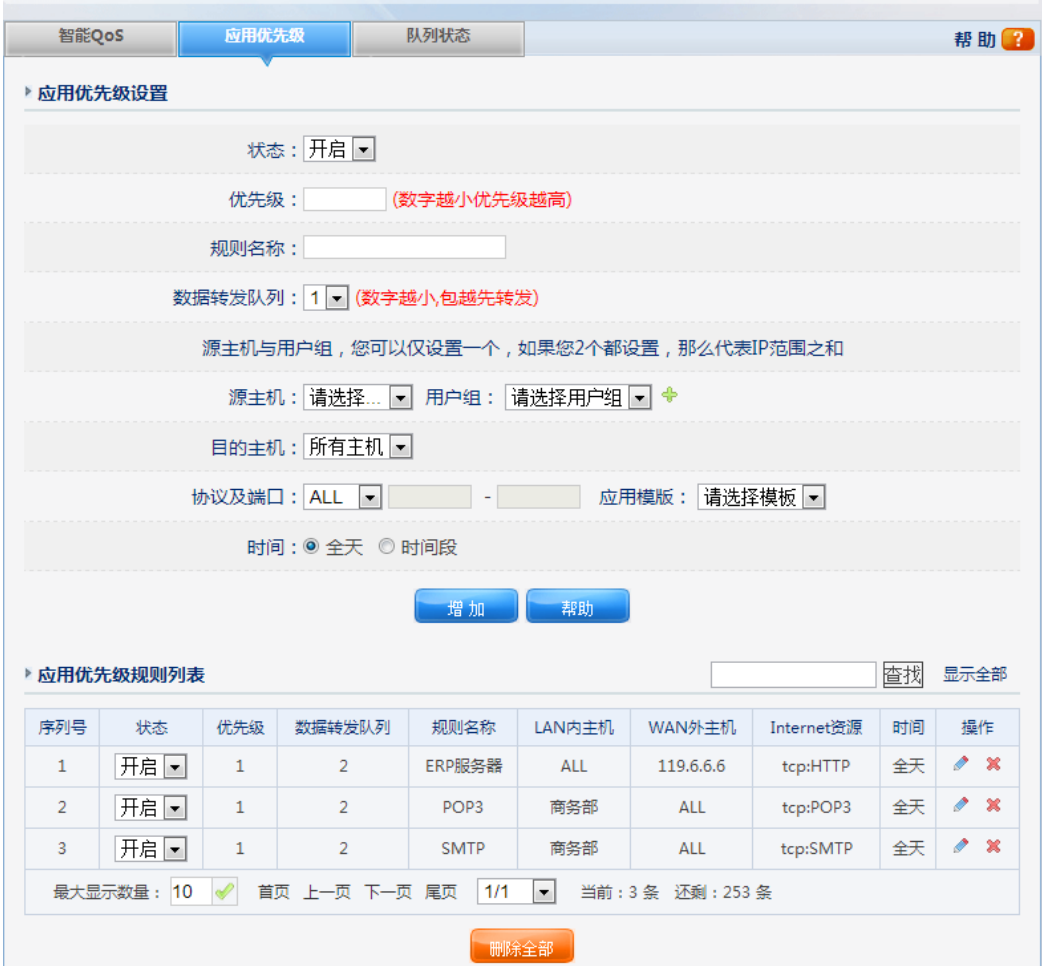 智能QoS 应用优先级 队列状态 帮 助 ?
应用优先级设置
状态： 开启
优先级： (数字越小优先级越高)
规则名称：
数据转发队列： 1 (数字越小,包越先转发)
源主机与用户组，您可以仅设置一个，如果您2个都设置，那么代表IP范围之和
源主机： 请选择... 用户组： 请选择用户组
目的主机： 所有主机
协议及端口： ALL - 应用模版： 请选择模板
时间： 全天 时间段
增 加 帮助
应用优先级规则列表 查找 显示全部
序列号 状态 优先级 数据转发队列 规则名称 LAN内主机 WAN外主机 Internet资源 时间 操作
1 开启 1 2 ERP服务器 ALL 119.6.6.6 tcp:HTTP 全天
2 开启 1 2 POP3 商务部 ALL tcp:POP3 全天
3 开启 1 2 SMTP 商务部 ALL tcp:SMTP 全天
最大显示数量： 10 首页 上一页 下一页 尾页 1/1 当前：3 条 还剩：253 条
删除全部